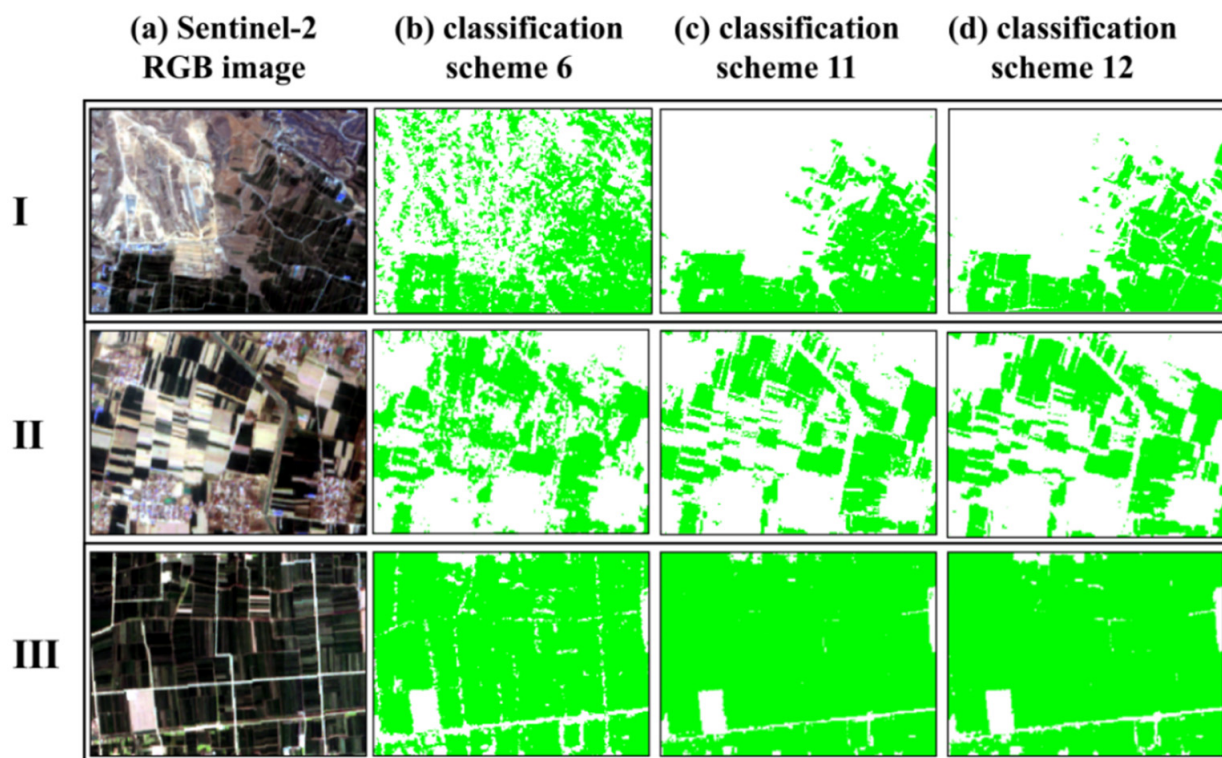 (a) Sentinel-2
RGB image
(b) classification
scheme 6
(c) classification
scheme 11
(d) classification
scheme 12
I
II
III